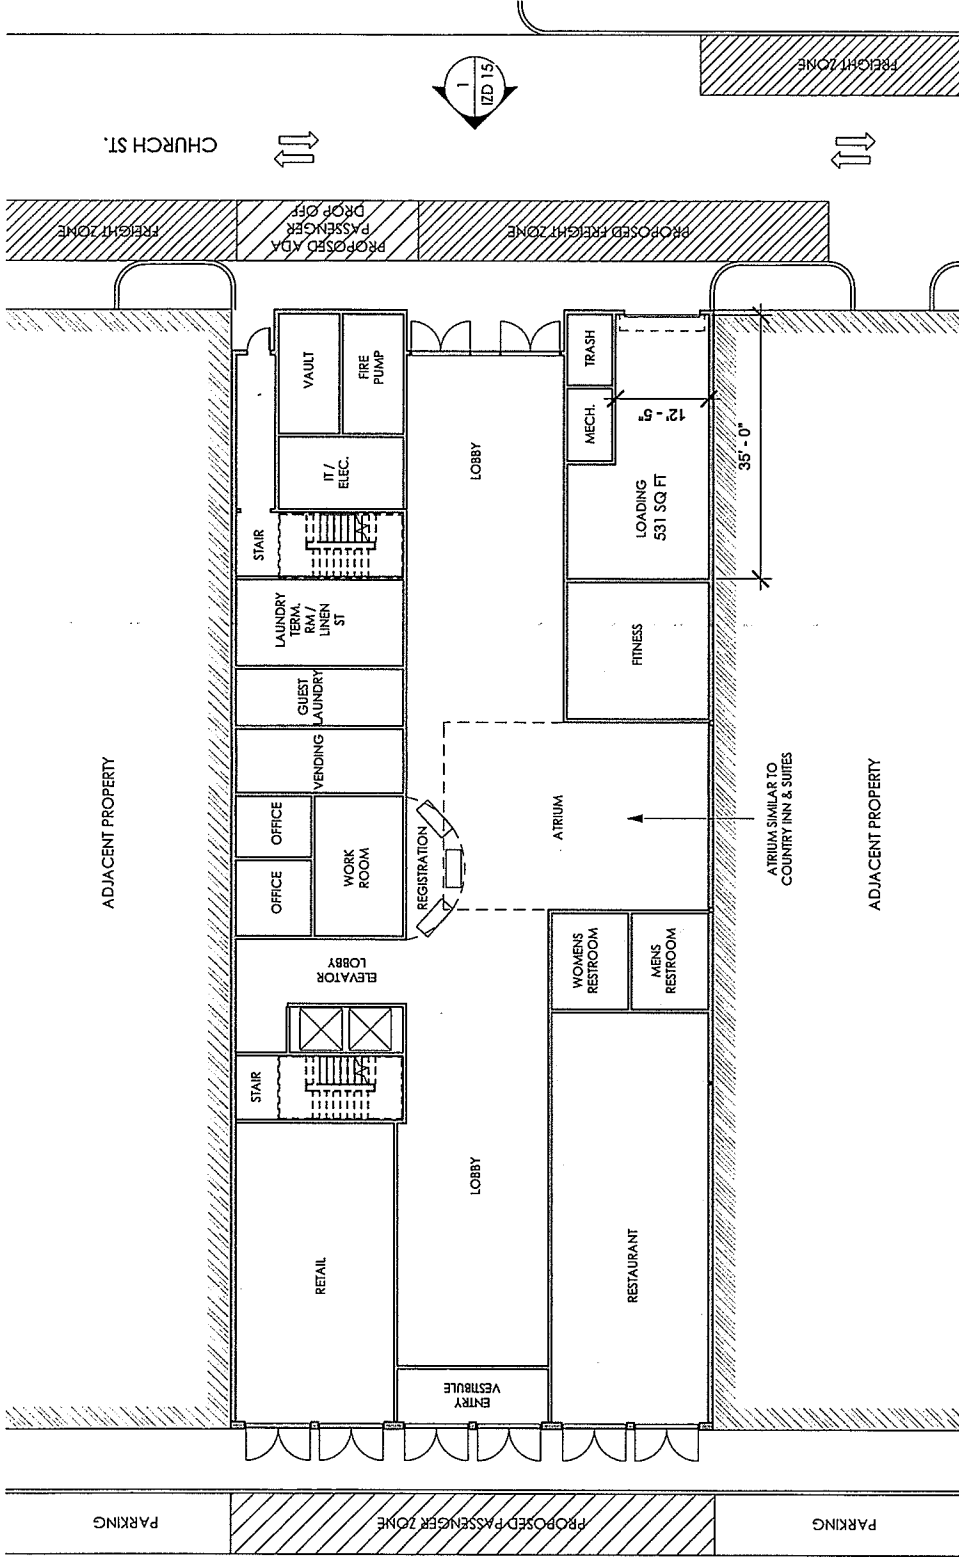 FREIGHT ZONE
1
IZD 15
CHURCH ST.
FREIGHT ZONE
PROPOSED ADA
PASSENGER
DROP OFF
PROPOSED FREIGHT ZONE
VAULT
FIRE
PUMP
TRASH
MECH.
12' - 5"
35' - 0"
IT /
ELEC.
LOBBY
LOADING
531 SQ FT
STAIR
LAUNDRY
TERM.
RM /
LINEN
ST
FITNESS
GUEST
LAUNDRY
VENDING
ADJACENT PROPERTY
OFFICE
OFFICE
WORK
ROOM
REGISTRATION
ATRIUM
ATRIUM SIMILAR TO
COUNTRY INN & SUITES
ADJACENT PROPERTY
ELEVATOR
LOBBY
WOMENS
RESTROOM
MENS
RESTROOM
STAIR
LOBBY
RETAIL
RESTAURANT
ENTRY
VESTIBULE
PARKING
PROPOSED PASSENGER ZONE
PARKING